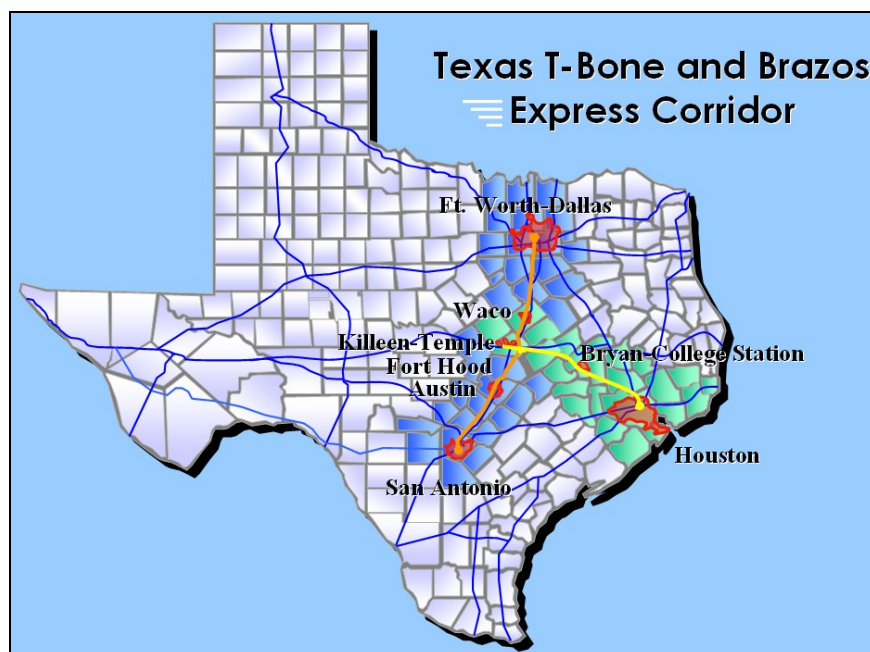 Texas T-Bone and Brazos
Express Corridor
Ft. Worth-Dallas
Waco
Killeen-Temple
Fort Hood
Bryan-College Station
Austin
Houston
San Antonio